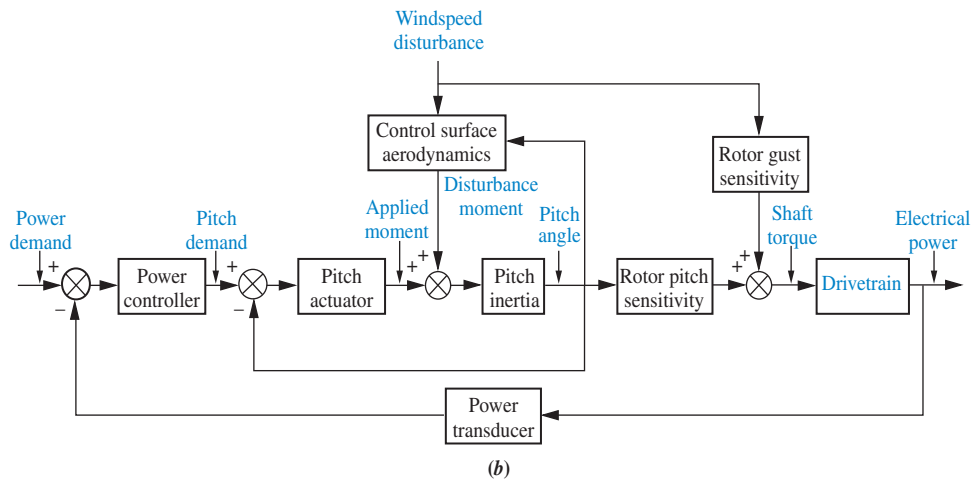 Windspeed
disturbance
Control surface
aerodynamics
Rotor gust
sensitivity
Disturbance
moment
Applied
moment
Pitch
angle
Shaft
torque
Electrical
power
Power
demand
Pitch
demand
+
+
+
+
+
+
Power
controller
Pitch
actuator
Pitch
inertia
Rotor pitch
sensitivity
Drivetrain
−
−
Power
transducer
(b)